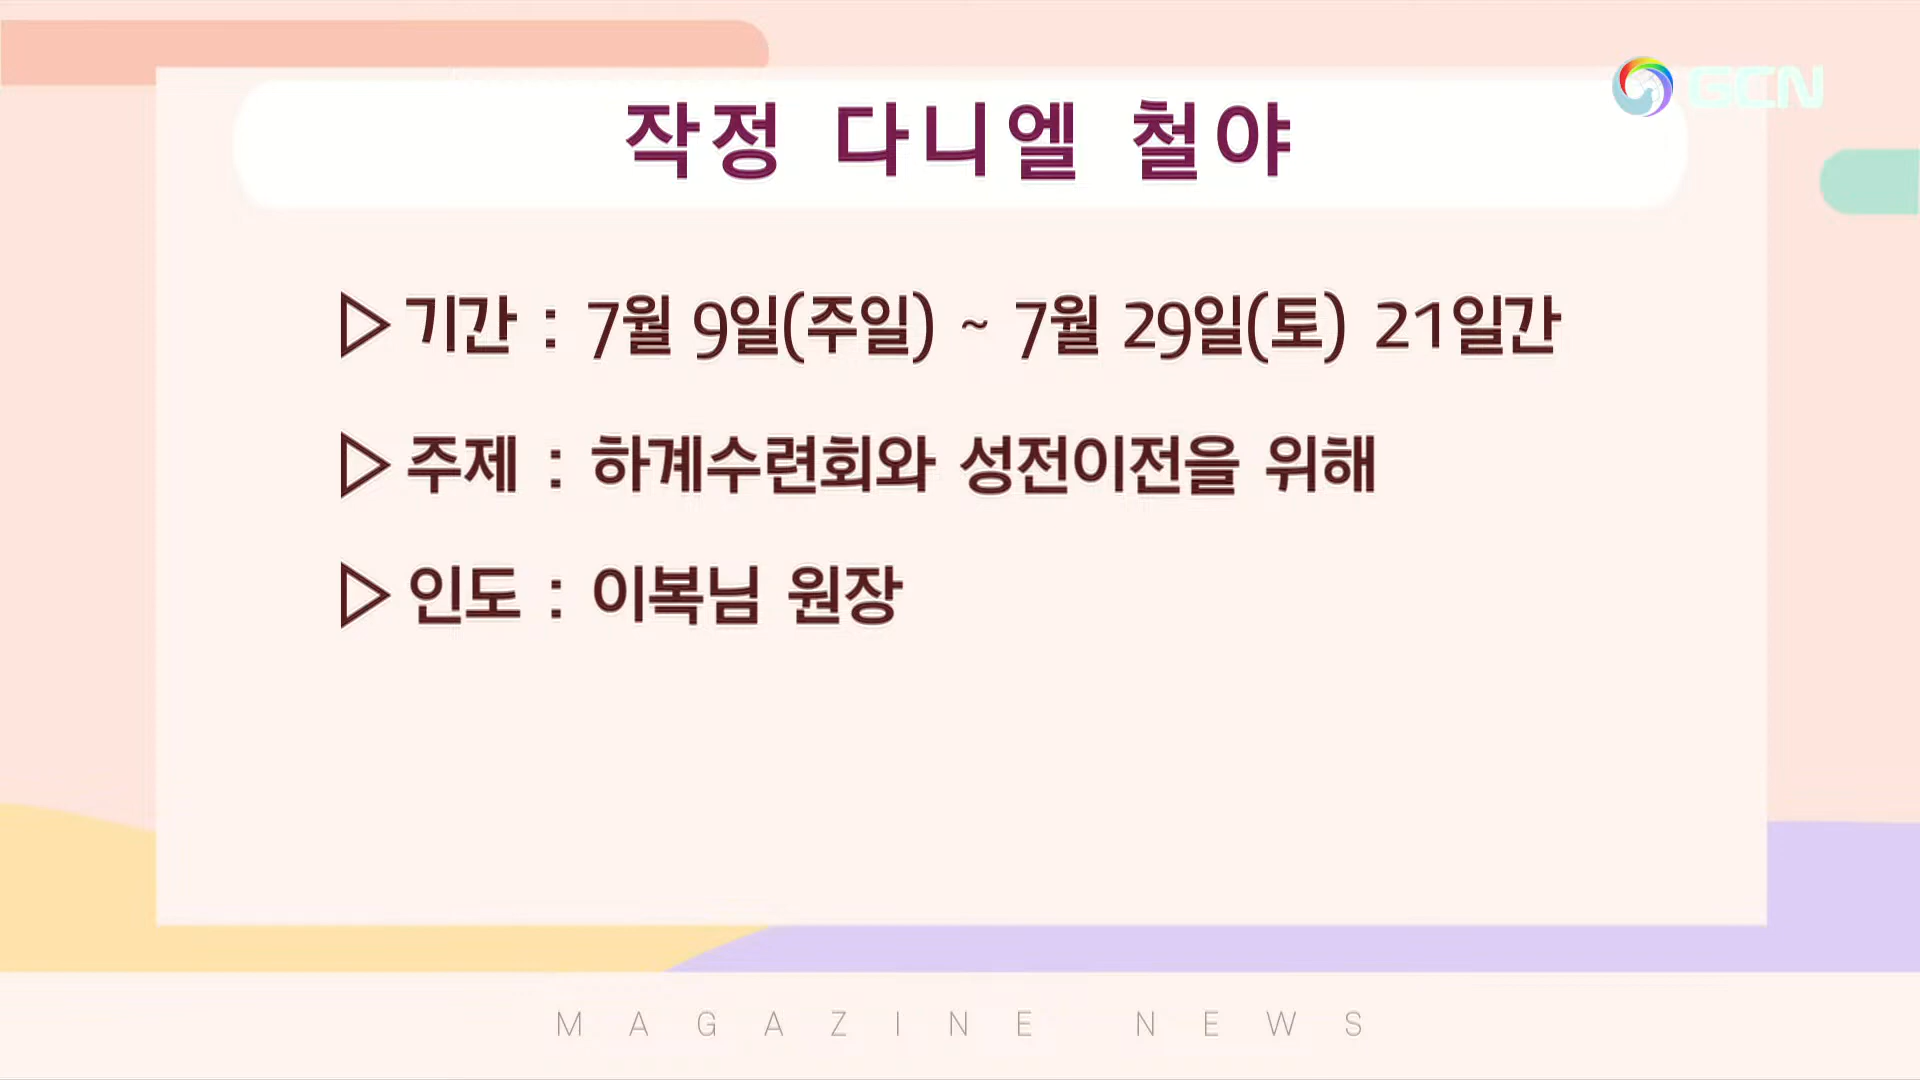 GCN
작정 다니엘 철야
▷기간 : 7월 9일(주일) ~ 7월 29일(토) 21일간
▷주제 : 하계수련회와 성전이전을 위해
▷인도 : 이복님 원장
MAGAZINE NEWS